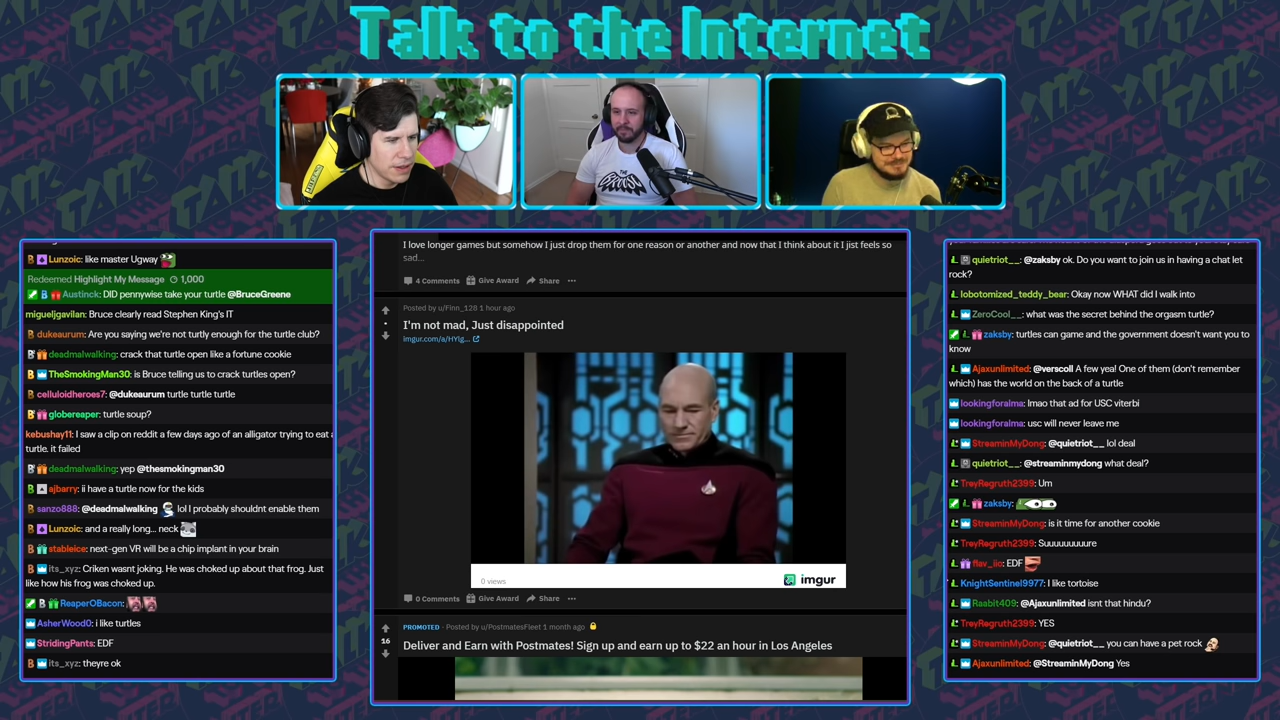 Talk to the Internet
THE
Lunzoic: like master Ugway
Redeemed Highlight My Message 1,000
Austinck: DID pennywise take your turtle @BruceGreene
migueljgavilan: Bruce clearly read Stephen King's IT
dukeaurum: Are you saying we're not turtly enough for the turtle club?
deadmalwalking: crack that turtle open like a fortune cookie
TheSmokingMan30: is Bruce telling us to crack turtles open?
celluloidheroes7: @dukeaurum turtle turtle turtle
globereaper: turtle soup?
kebushay11: I saw a clip on reddit a few days ago of an alligator trying to eat a
turtle. it failed
deadmalwalking: yep @thesmokingman30
ajbarry: ii have a turtle now for the kids
sanzo888: @deadmalwalking lol I probably shouldnt enable them
Lunzoic: and a really long... neck
stableice: next-gen VR will be a chip implant in your brain
its_xyz: Criken wasnt joking. He was choked up about that frog. Just
like how his frog was choked up.
ReaperOBacon:
AsherWood0: i like turtles
StridingPants: EDF
its_xyz: theyre ok
I love longer games but somehow I just drop them for one reason or another and now that I think about it I jist feels so
sad...
4 Comments Give Award Share ...
Posted by u/Finn_128 1 hour ago
I'm not mad, Just disappointed
imgur.com/a/HYlg...
0 views imgur
0 Comments Give Award Share ...
PROMOTED · Posted by u/PostmatesFleet 1 month ago
16
Deliver and Earn with Postmates! Sign up and earn up to $22 an hour in Los Angeles
quietriot__: @zaksby ok. Do you want to join us in having a chat let
rock?
lobotomized_teddy_bear: Okay now WHAT did I walk into
ZeroCool__: what was the secret behind the orgasm turtle?
zaksby: turtles can game and the government doesn't want you to
know
Ajaxunlimited: @verscoll A few yea! One of them (don't remember
which) has the world on the back of a turtle
lookingforalma: lmao that ad for USC viterbi
lookingforalma: usc will never leave me
StreaminMyDong: @quietriot__ lol deal
quietriot__: @streaminmydong what deal?
TreyRegruth2399: Um
zaksby:
StreaminMyDong: is it time for another cookie
TreyRegruth2399: Suuuuuuuuure
flav_iio: EDF
KnightSentinel9977: I like tortoise
Raabit409: @Ajaxunlimited isnt that hindu?
TreyRegruth2399: YES
StreaminMyDong: @quietriot__ you can have a pet rock
Ajaxunlimited: @StreaminMyDong Yes